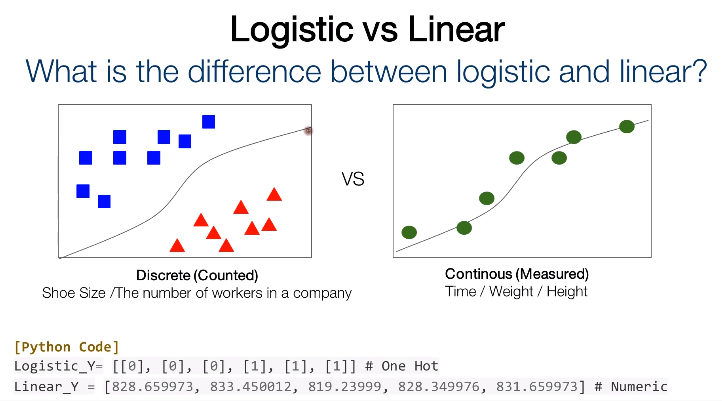 Logistic vs Linear
What is the difference between logistic and linear?
VS
Discrete (Counted)
Shoe Size /The number of workers in a company
Continous (Measured)
Time / Weight / Height
[Python Code]
Logistic_Y= [[0], [0], [0], [1], [1], [1]] # One Hot
Linear_Y = [828.659973, 833.450012, 819.23999, 828.349976, 831.659973] # Numeric